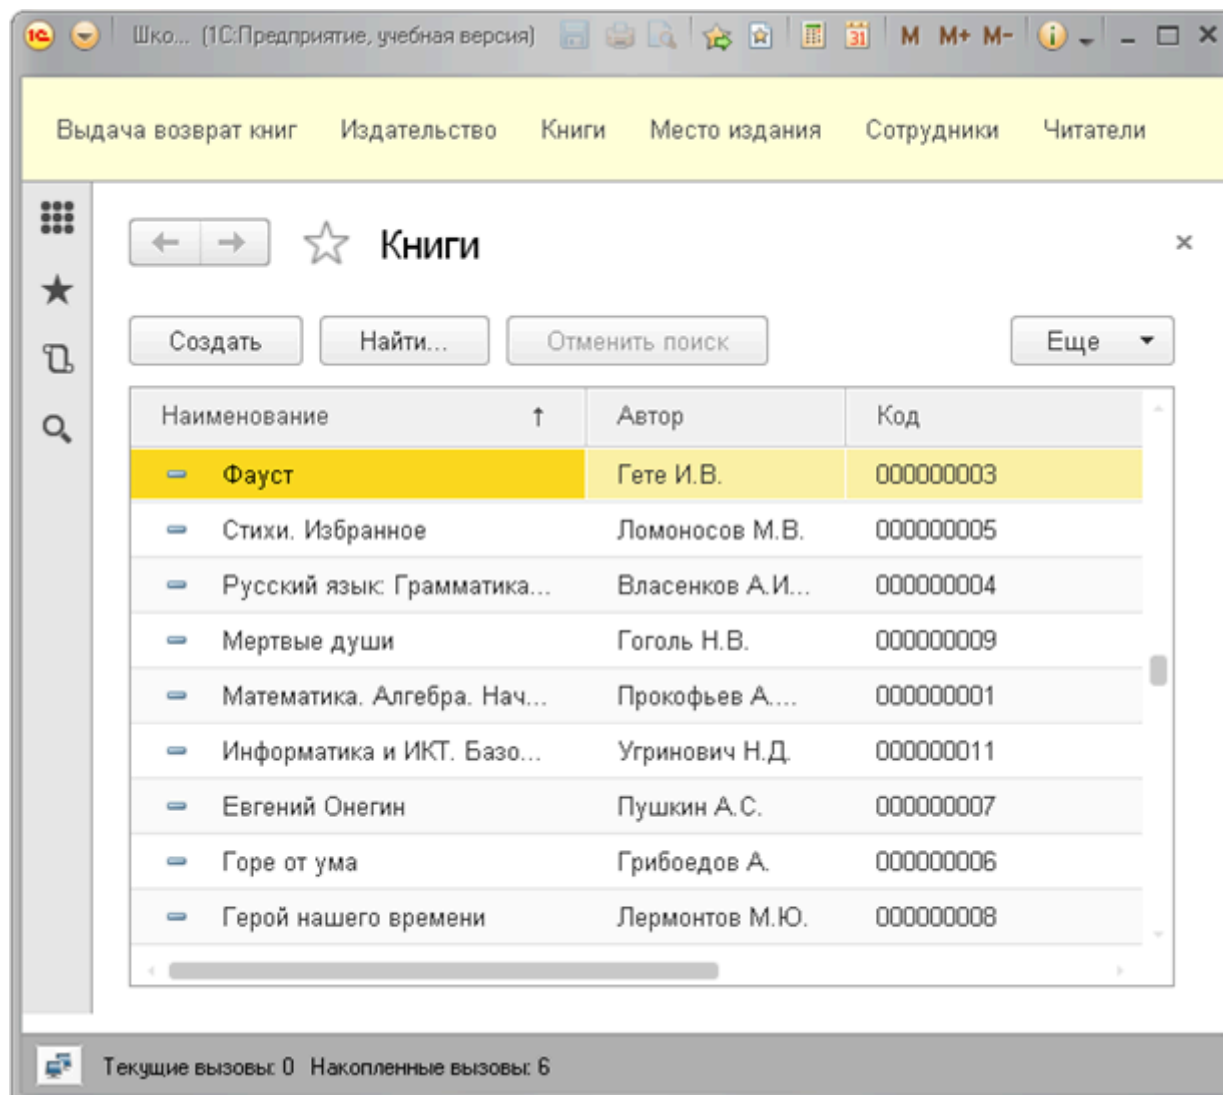 1С Шко... (1С:Предприятие, учебная версия) 31 M M+ M- i
Выдача возврат книг Издательство Книги Место издания Сотрудники Читатели
Книги
Создать Найти... Отменить поиск Еще
Наименование ↑ Автор Код
Фауст Гете И.В. 000000003
Стихи. Избранное Ломоносов М.В. 000000005
Русский язык: Грамматика... Власенков А.И... 000000004
Мертвые души Гоголь Н.В. 000000009
Математика. Алгебра. Нач... Прокофьев А.... 000000001
Информатика и ИКТ. Базо... Угринович Н.Д. 000000011
Евгений Онегин Пушкин А.С. 000000007
Горе от ума Грибоедов А. 000000006
Герой нашего времени Лермонтов М.Ю. 000000008
Текущие вызовы: 0 Накопленные вызовы: 6